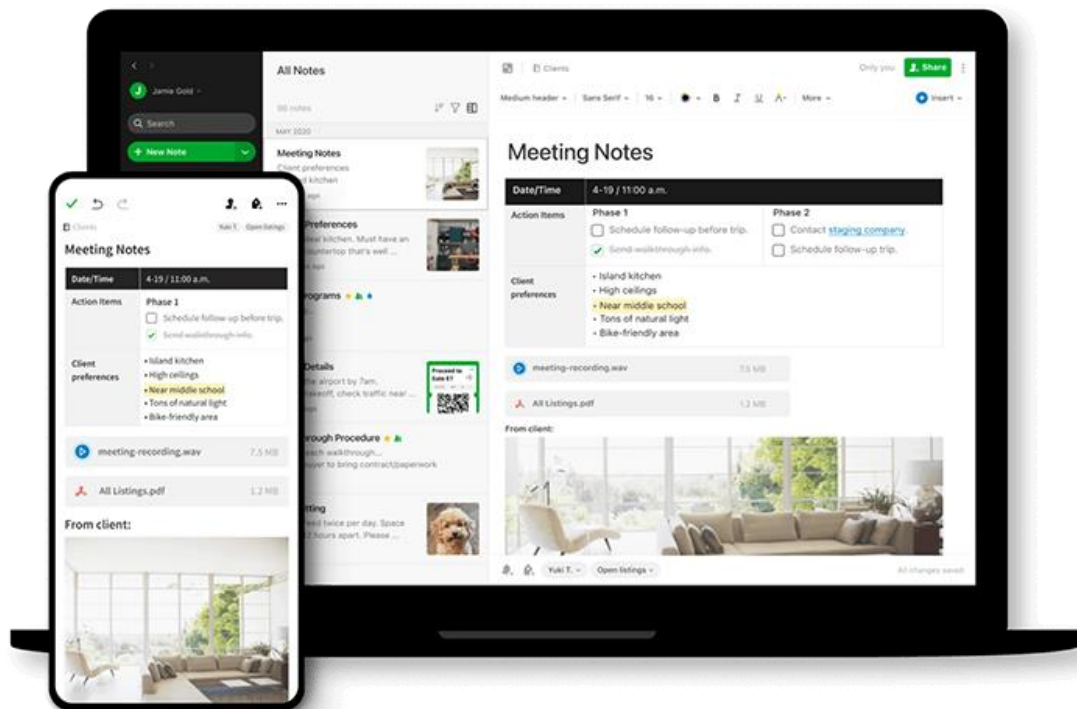 Jamie Gold
Search
+ New Note
All Notes
96 notes
MAY 2020
Meeting Notes
Client preferences
kitchen
ago
Preferences
kitchen. Must have an
that's well ...
ago
Programs
Details
the airport by 7am.
takeoff, check traffic near ...
Proceed to
Gate E7
Procedure
each walkthrough...
to bring contract/paperwork
twice per day. Space
hours apart. Please ...
Clients
Only you
Share
Medium header
Sans Serif
16
B I U A
More
Insert
Meeting Notes
Date/Time 4-19 / 11:00 a.m.
Action Items Phase 1 Phase 2
Schedule follow-up before trip. Contact staging company.
Send walkthrough info. Schedule follow-up trip.
Client
preferences
• Island kitchen
• High ceilings
• Near middle school
• Tons of natural light
• Bike-friendly area
meeting-recording.wav 7.5 MB
All Listings.pdf 1.2 MB
From client:
Yuki T. Open listings All changes saved
Clients Yuki T. Open listings
Meeting Notes
Date/Time 4-19 / 11:00 a.m.
Action Items Phase 1
Schedule follow-up before trip.
Send walkthrough info.
Client
preferences
• Island kitchen
• High ceilings
• Near middle school
• Tons of natural light
• Bike-friendly area
meeting-recording.wav 7.5 MB
All Listings.pdf 1.2 MB
From client: